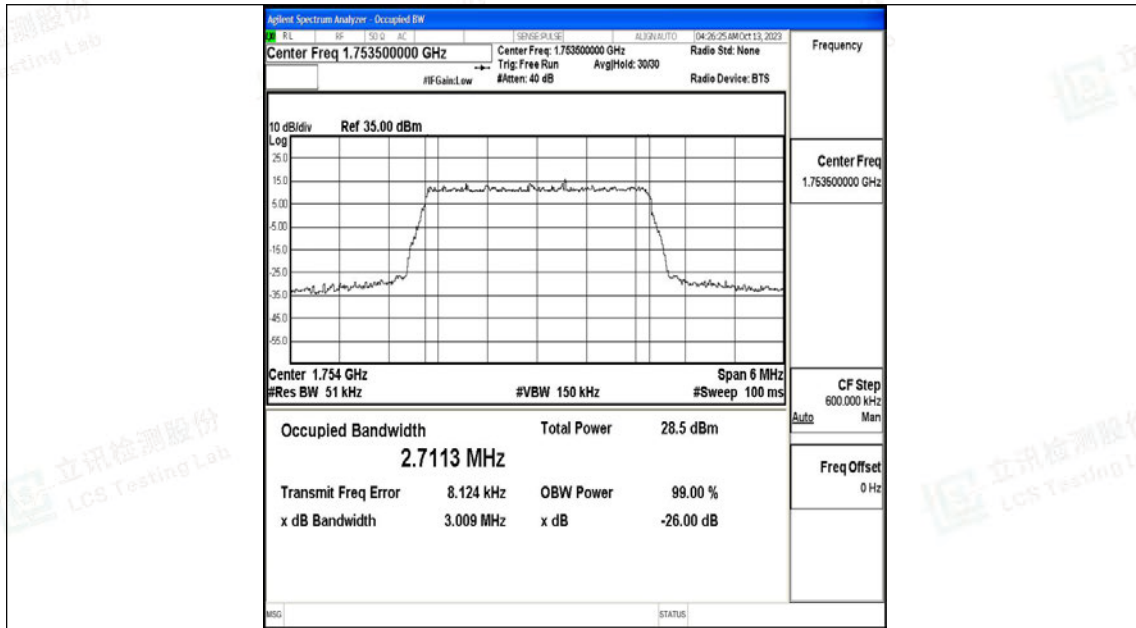 Agilent Spectrum Analyzer - Occupied BW
RL RF 50 Ω AC SENSE:PULSE ALIGNAUTO 04:26:25 AM Oct 13, 2023
Center Freq 1.753500000 GHz
Center Freq: 1.753500000 GHz
Radio Std: None
Trig: Free Run Avg|Hold: 30/30
#IFGain:Low
#Atten: 40 dB
Radio Device: BTS
Frequency
10 dB/div Ref 35.00 dBm
Log
25.0
15.0
5.00
-5.00
-15.0
-25.0
-35.0
-45.0
-55.0
Center 1.754 GHz
Span 6 MHz
#Res BW 51 kHz
#VBW 150 kHz
#Sweep 100 ms
Occupied Bandwidth
Total Power 28.5 dBm
2.7113 MHz
Transmit Freq Error 8.124 kHz
OBW Power 99.00 %
x dB Bandwidth 3.009 MHz
x dB -26.00 dB
Center Freq
1.753500000 GHz
CF Step
600.000 kHz
Auto Man
Freq Offset
0 Hz
MSG
STATUS
立讯检测股份
LCS Testing Lab
立讯检测股份
LCS Testing L